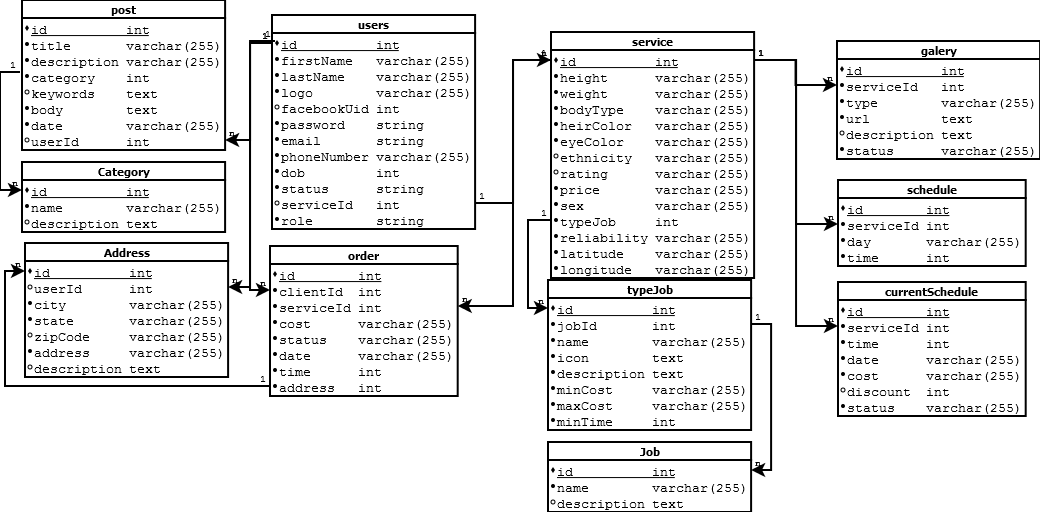 post
id int
title varchar(255)
description varchar(255)
category int
keywords text
body text
date varchar(255)
userId int
Category
id int
name varchar(255)
description text
Address
id int
userId int
city varchar(255)
state varchar(255)
zipCode varchar(255)
address varchar(255)
description text
users
id int
firstName varchar(255)
lastName varchar(255)
logo varchar(255)
facebookUid int
password string
email string
phoneNumber varchar(255)
dob int
status string
serviceId int
role string
order
id int
clientId int
serviceId int
cost varchar(255)
status varchar(255)
date varchar(255)
time int
address int
service
id int
height varchar(255)
weight varchar(255)
bodyType varchar(255)
heirColor varchar(255)
eyeColor varchar(255)
ethnicity varchar(255)
rating varchar(255)
price varchar(255)
sex varchar(255)
typeJob int
reliability varchar(255)
latitude varchar(255)
longitude varchar(255)
typeJob
id int
jobId int
name varchar(255)
icon text
description text
minCost varchar(255)
maxCost varchar(255)
minTime int
Job
id int
name varchar(255)
description text
galery
id int
serviceId int
type varchar(255)
url text
description text
status varchar(255)
schedule
id int
serviceId int
day varchar(255)
time int
currentSchedule
id int
serviceId int
time int
date varchar(255)
cost varchar(255)
discount int
status varchar(255)
1
1
1
1
1
1
1
n
n
n
n
n
n
n
n
n